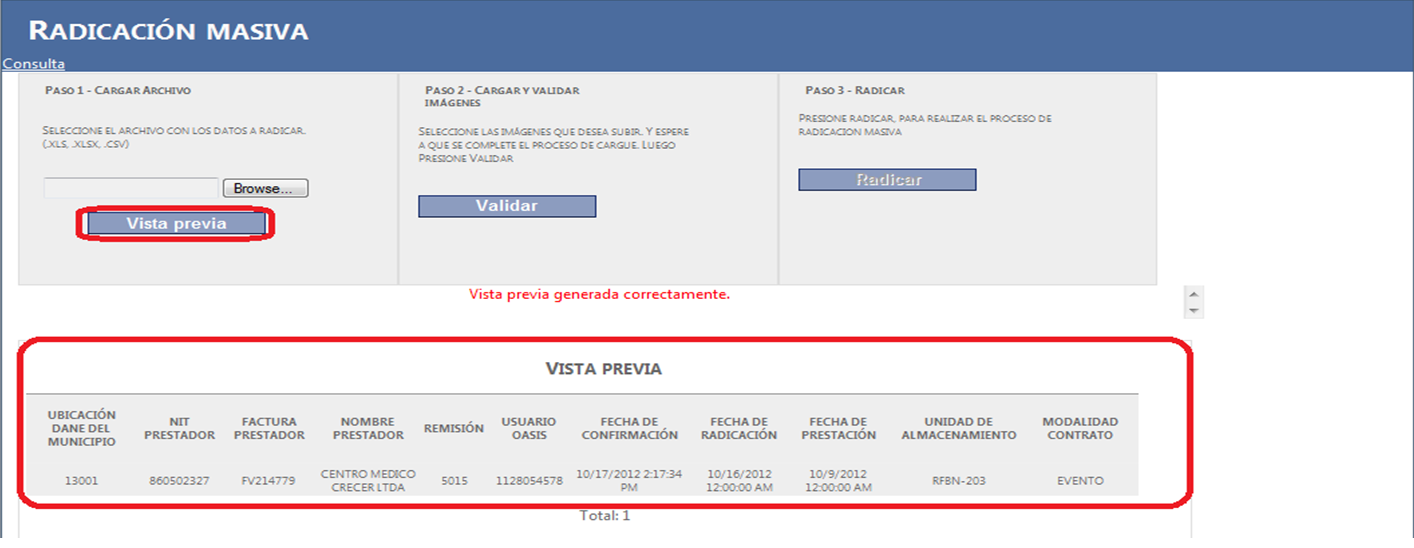 RADICACIÓN MASIVA
Consulta
PASO 1 - CARGAR ARCHIVO
SELECCIONE EL ARCHIVO CON LOS DATOS A RADICAR.
(.XLS, .XLSX, .CSV)
Browse...
Vista previa
PASO 2 - CARGAR Y VALIDAR
IMÁGENES
SELECCIONE LAS IMÁGENES QUE DESEA SUBIR. Y ESPERE
A QUE SE COMPLETE EL PROCESO DE CARGUE. LUEGO
PRESIONE VALIDAR
Validar
PASO 3 - RADICAR
PRESIONE RADICAR, PARA REALIZAR EL PROCESO DE
RADICACION MASIVA
Radicar
Vista previa generada correctamente.
VISTA PREVIA
UBICACIÓN
DANE DEL
MUNICIPIO
NIT
PRESTADOR
FACTURA
PRESTADOR
NOMBRE
PRESTADOR
REMISIÓN
USUARIO
OASIS
FECHA DE
CONFIRMACIÓN
FECHA DE
RADICACIÓN
FECHA DE
PRESTACIÓN
UNIDAD DE
ALMACENAMIENTO
MODALIDAD
CONTRATO
13001
860502327
FV214779
CENTRO MEDICO
CRECER LTDA
5015
1128054578
10/17/2012 2:17:34
PM
10/16/2012
12:00:00 AM
10/9/2012
12:00:00 AM
RFBN-203
EVENTO
Total: 1